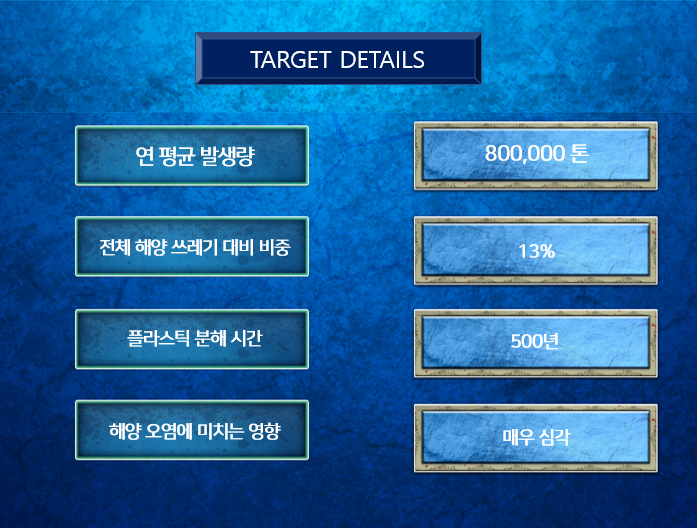 TARGET DETAILS
연 평균 발생량
800,000 톤
전체 해양 쓰레기 대비 비중
13%
플라스틱 분해 시간
500년
해양 오염에 미치는 영향
매우 심각